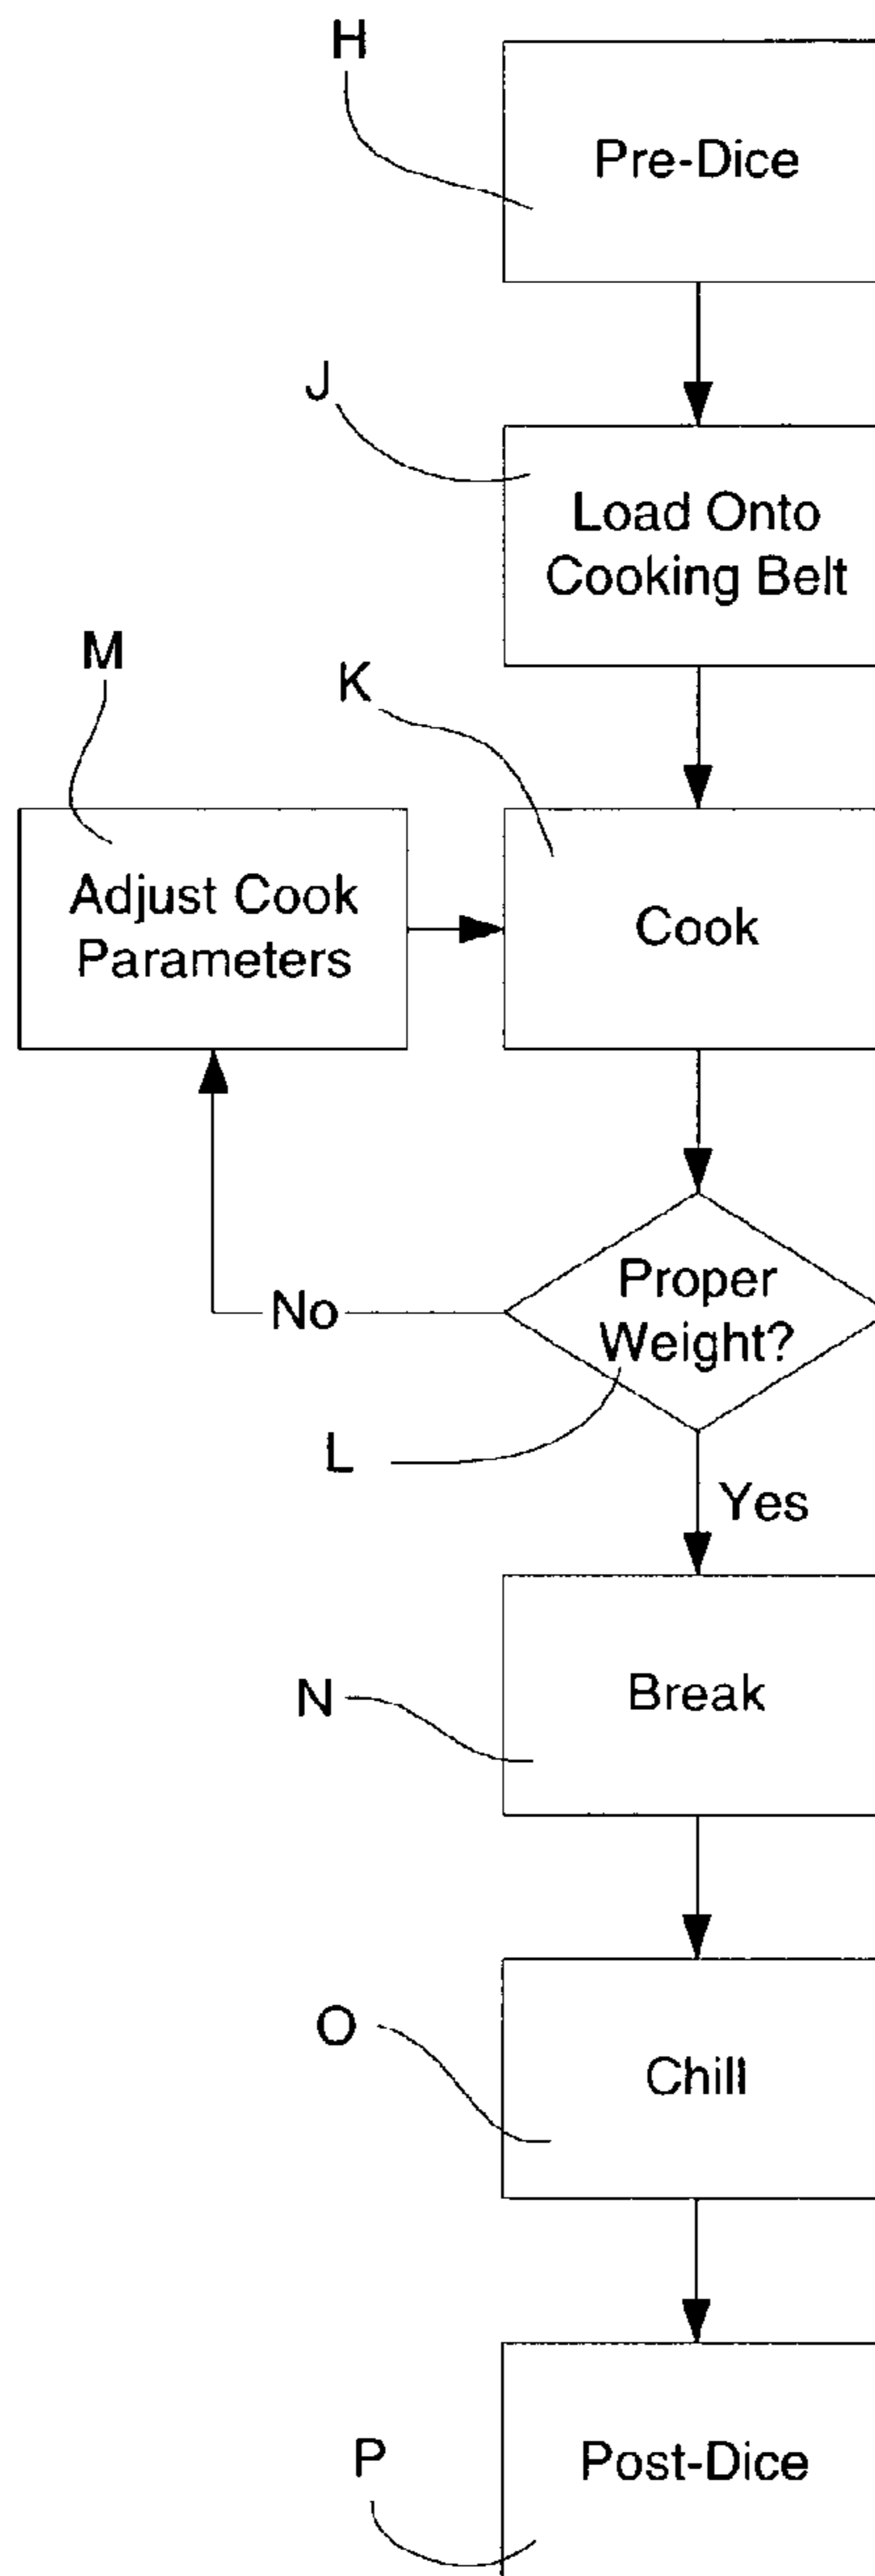 H
Pre-Dice
J
Load Onto
Cooking Belt
M
K
Adjust Cook
Parameters
Cook
No
Proper
Weight?
L
Yes
N
Break
O
Chill
P
Post-Dice